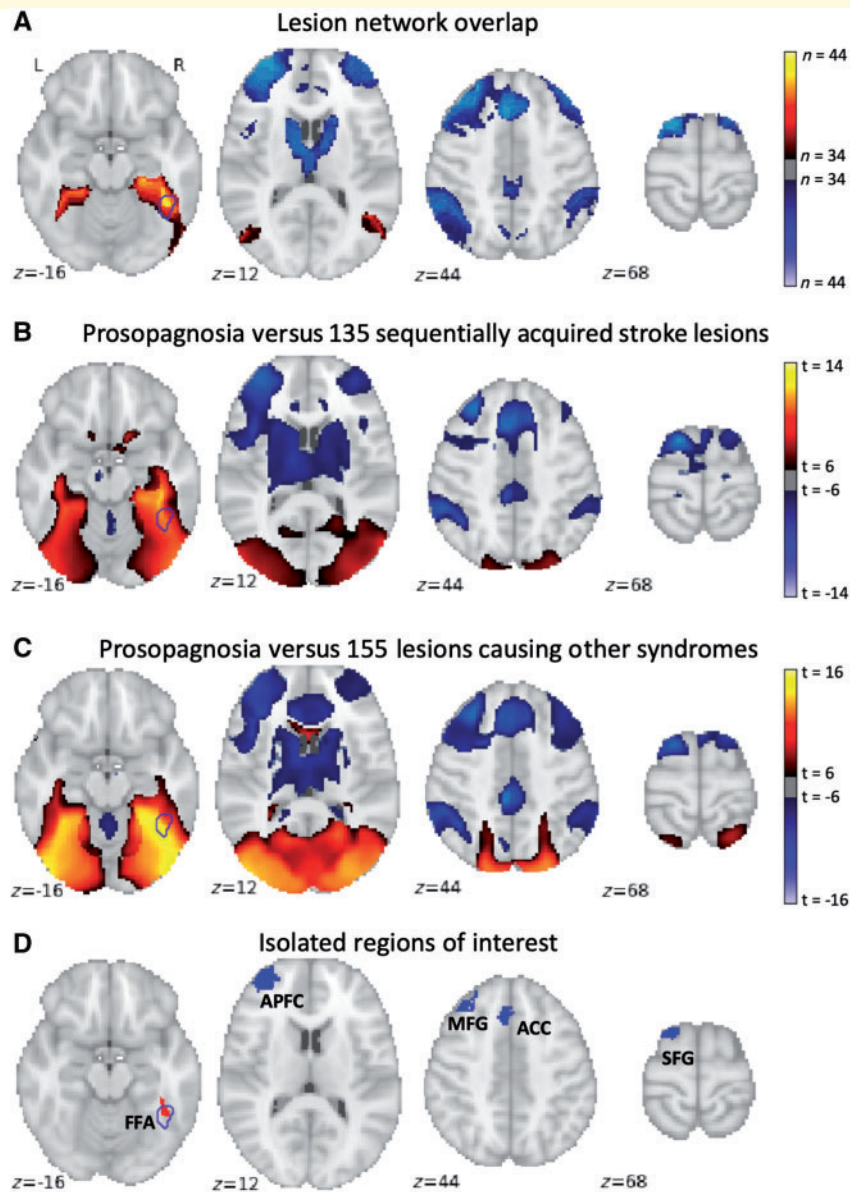 A
Lesion network overlap
L
R
n = 44
n = 34
n = 34
n = 44
z=-16
z=12
z=44
z=68
B
Prosopagnosia versus 135 sequentially acquired stroke lesions
t = 14
t = 6
t = -6
t = -14
z=-16
z=12
z=44
z=68
C
Prosopagnosia versus 155 lesions causing other syndromes
t = 16
t = 6
t = -6
t = -16
z=-16
z=12
z=44
z=68
D
Isolated regions of interest
APFC
MFG
ACC
SFG
FFA
z=-16
z=12
z=44
z=68